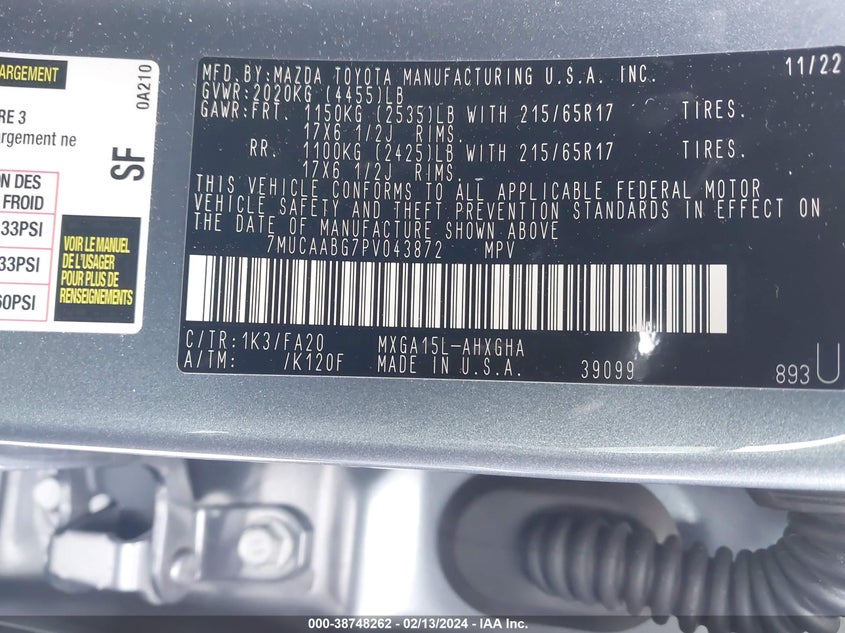 ARGEMENT
0A210
RE 3
argement ne
SF
ON DES
FROID
33PSI
33PSI
60PSI
VOIR LE MANUEL
DE L'USAGER
POUR PLUS DE
RENSEIGNEMENTS
MFD.BY:MAZDA TOYOTA MANUFACTURING U.S.A. INC. 11/22
GVWR:2020KG (4455)LB
GAWR:FRT. 1150KG (2535)LB WITH 215/65R17 TIRES.
17X6 1/2J RIMS.
RR. 1100KG (2425)LB WITH 215/65R17 TIRES.
17X6 1/2J RIMS.
THIS VEHICLE CONFORMS TO ALL APPLICABLE FEDERAL MOTOR
VEHICLE SAFETY AND THEFT PREVENTION STANDARDS IN EFFECT ON
THE DATE OF MANUFACTURE SHOWN ABOVE
7MUCAABG7PV043872 MPV
C/TR:1K3/FA20 MXGA15L-AHXGHA
A/TM: /K120F MADE IN U.S.A. 39099 893 U
000-38748262 - 02/13/2024 - IAA Inc.